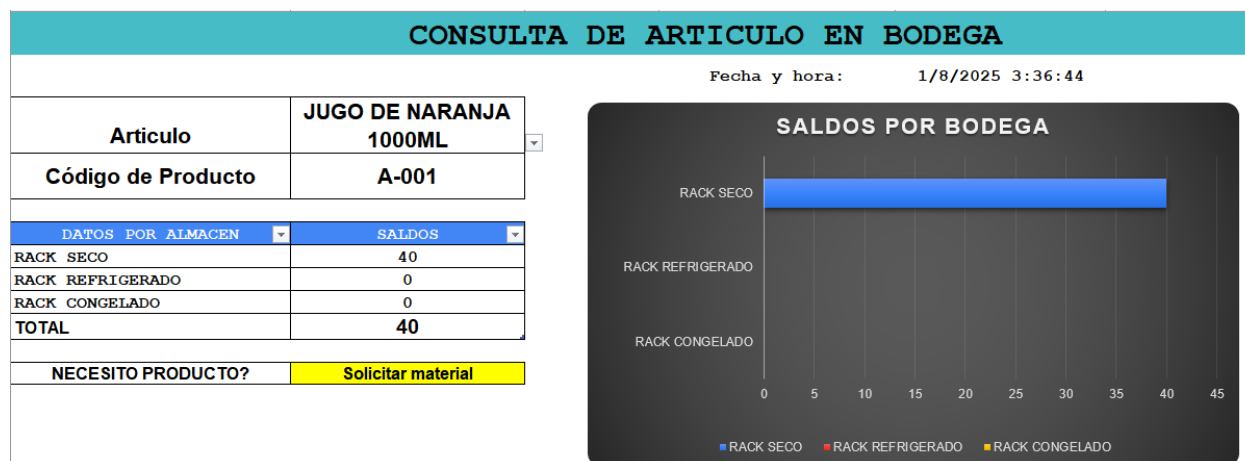 CONSULTA DE ARTICULO EN BODEGA
Fecha y hora: 1/8/2025 3:36:44
Articulo
JUGO DE NARANJA
1000ML
Código de Producto
A-001
DATOS POR ALMACEN
SALDOS
RACK SECO
40
RACK REFRIGERADO
0
RACK CONGELADO
0
TOTAL
40
NECESITO PRODUCTO?
Solicitar material
SALDOS POR BODEGA
RACK SECO
RACK REFRIGERADO
RACK CONGELADO
0 5 10 15 20 25 30 35 40 45
RACK SECO RACK REFRIGERADO RACK CONGELADO